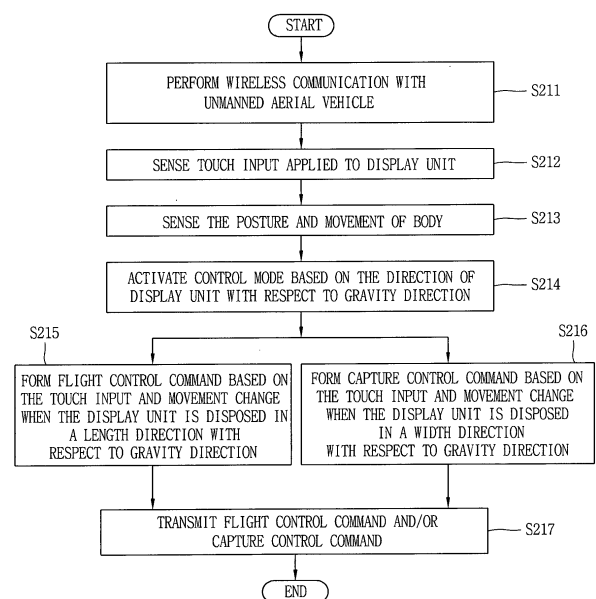 START
PERFORM WIRELESS COMMUNICATION WITH
UNMANNED AERIAL VEHICLE
S211
SENSE TOUCH INPUT APPLIED TO DISPLAY UNIT
S212
SENSE THE POSTURE AND MOVEMENT OF BODY
S213
ACTIVATE CONTROL MODE BASED ON THE DIRECTION OF
DISPLAY UNIT WITH RESPECT TO GRAVITY DIRECTION
S214
S215
FORM FLIGHT CONTROL COMMAND BASED ON
THE TOUCH INPUT AND MOVEMENT CHANGE
WHEN THE DISPLAY UNIT IS DISPOSED IN
A LENGTH DIRECTION WITH
RESPECT TO GRAVITY DIRECTION
S216
FORM CAPTURE CONTROL COMMAND BASED ON
THE TOUCH INPUT AND MOVEMENT CHANGE
WHEN THE DISPLAY UNIT IS DISPOSED
IN A WIDTH DIRECTION
WITH RESPECT TO GRAVITY DIRECTION
TRANSMIT FLIGHT CONTROL COMMAND AND/OR
CAPTURE CONTROL COMMAND
S217
END